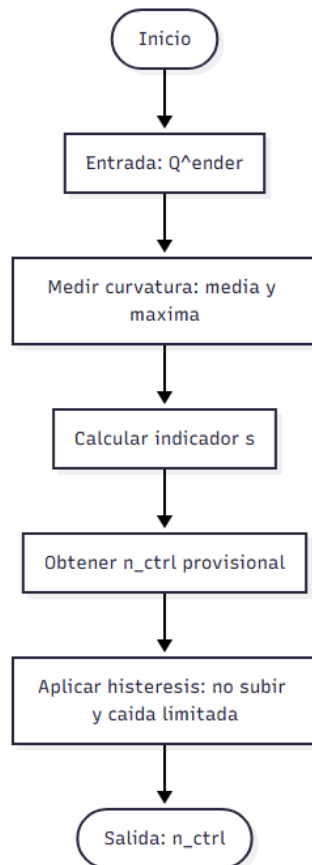 Inicio
Entrada: Q^ender
Medir curvatura: media y
maxima
Calcular indicador s
Obtener n_ctrl provisional
Aplicar histeresis: no subir
y caida limitada
Salida: n_ctrl